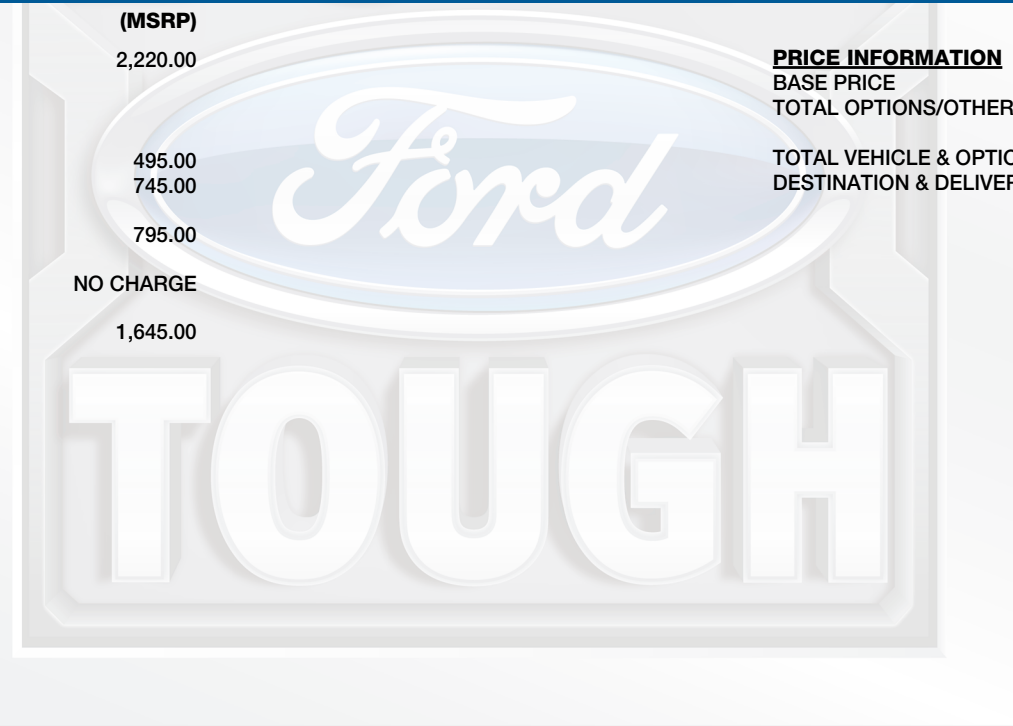 (MSRP)
2,220.00
495.00
745.00
795.00
NO CHARGE
1,645.00
PRICE INFORMATION
BASE PRICE
TOTAL OPTIONS/OTHER
TOTAL VEHICLE & OPTIO
DESTINATION & DELIVER
Ford
TOUGH